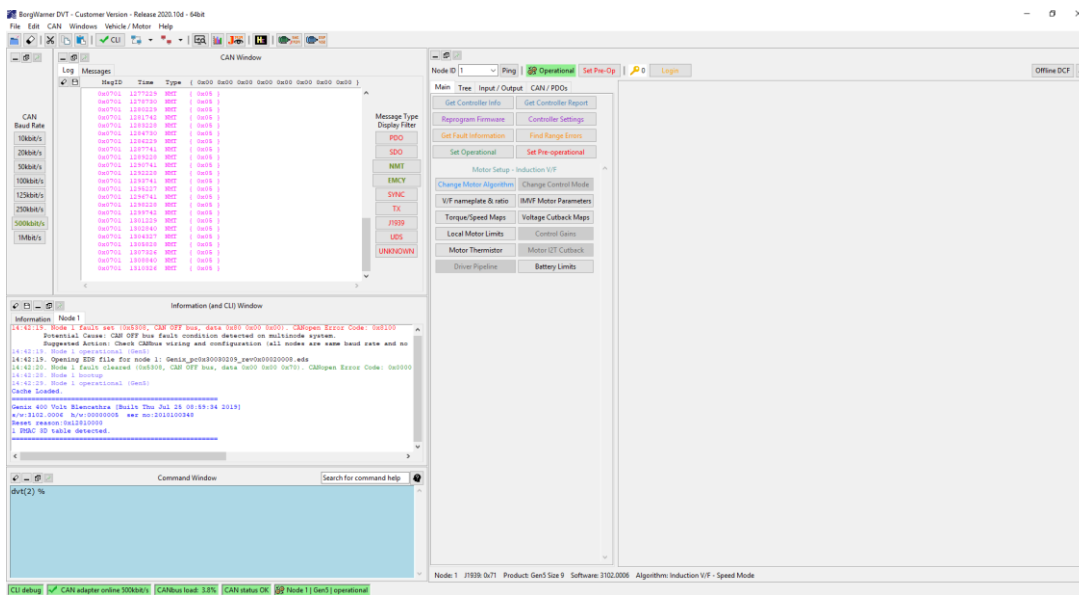 BorgWarner DVT - Customer Version - Release 2020.10d - 64bit
File Edit CAN Windows Vehicle / Motor Help
CLI
CAN Window
Log Messages
MsgID Time Type ( 0x00 0x00 0x00 0x00 0x00 0x00 0x00 0x00 )
0x0701 1277229 NMT ( 0x05 )
0x0701 1278730 NMT ( 0x05 )
0x0701 1280229 NMT ( 0x05 )
0x0701 1281742 NMT ( 0x05 )
0x0701 1283228 NMT ( 0x05 )
0x0701 1284730 NMT ( 0x05 )
0x0701 1286229 NMT ( 0x05 )
0x0701 1287741 NMT ( 0x05 )
0x0701 1289228 NMT ( 0x05 )
0x0701 1290741 NMT ( 0x05 )
0x0701 1292228 NMT ( 0x05 )
0x0701 1293741 NMT ( 0x05 )
0x0701 1295227 NMT ( 0x05 )
0x0701 1296741 NMT ( 0x05 )
0x0701 1298228 NMT ( 0x05 )
0x0701 1299742 NMT ( 0x05 )
0x0701 1301225 NMT ( 0x05 )
0x0701 NMT ( 0x05 )
0x0701 1304327 NMT ( 0x05 )
0x0701 NMT ( 0x05 )
0x0701 1307326 NMT ( 0x05 )
0x0701 NMT ( 0x05 )
0x0701 1310326 NMT ( 0x05 )
CAN
Baud Rate
10kbit/s
20kbit/s
50kbit/s
100kbit/s
125kbit/s
250kbit/s
500kbit/s
1Mbit/s
Message Type
Display Filter
PDO
SDO
NMT
EMCY
SYNC
TX
J1939
UDS
UNKNOWN
Information (and CLI) Window
Information Node 1
14:42:19. Node 1 fault set (0x5308, CAN OFF bus, data 0x80 0x00 0x00). CANopen Error Code: 0x8100
Potential Cause: CAN OFF bus fault condition detected on multinode system.
Suggested Action: Check CANbus wiring and configuration (all nodes are same baud rate and no
14:42:19. Node 1 operational (Gen5)
14:42:19. Opening EDS file for node 1: Genix_pc0x30030209_rev0x00020008.eds
14:42:20. Node 1 fault cleared (0x5308, CAN OFF bus, data 0x00 0x00 0x70). CANopen Error Code: 0x0000
14:42:28. Node 1 bootup
14:42:29. Node 1 operational (Gen5)
Cache Loaded.
Genix 400 Volt Blencathra [Built Thu Jul 25 08:59:34 2019]
s/w:3102.0006 h/w:00000005 ser no:2010100348
Reset reason:0x12010000
1 PMAC 3D table detected.
Command Window
Search for command help
dvt(2) %
Node ID 1 Ping Operational Set Pre-Op 0 Login Offline DCF
Main Tree Input / Output CAN / PDOs
Get Controller Info Get Controller Report
Reprogram Firmware Controller Settings
Get Fault Information Find Range Errors
Set Operational Set Pre-operational
Motor Setup - Induction V/F
Change Motor Algorithm Change Control Mode
V/F nameplate & ratio IMVF Motor Parameters
Torque/Speed Maps Voltage Cutback Maps
Local Motor Limits Control Gains
Motor Thermistor Motor I2T Cutback
Driver Pipeline Battery Limits
Node: 1 J1939: 0x71 Product: Gen5 Size 9 Software: 3102.0006 Algorithm: Induction V/F - Speed Mode
CLI debug CAN adapter online 500kbit/s CANbus load: 3.8% CAN status OK Node 1 | Gen5 | operational